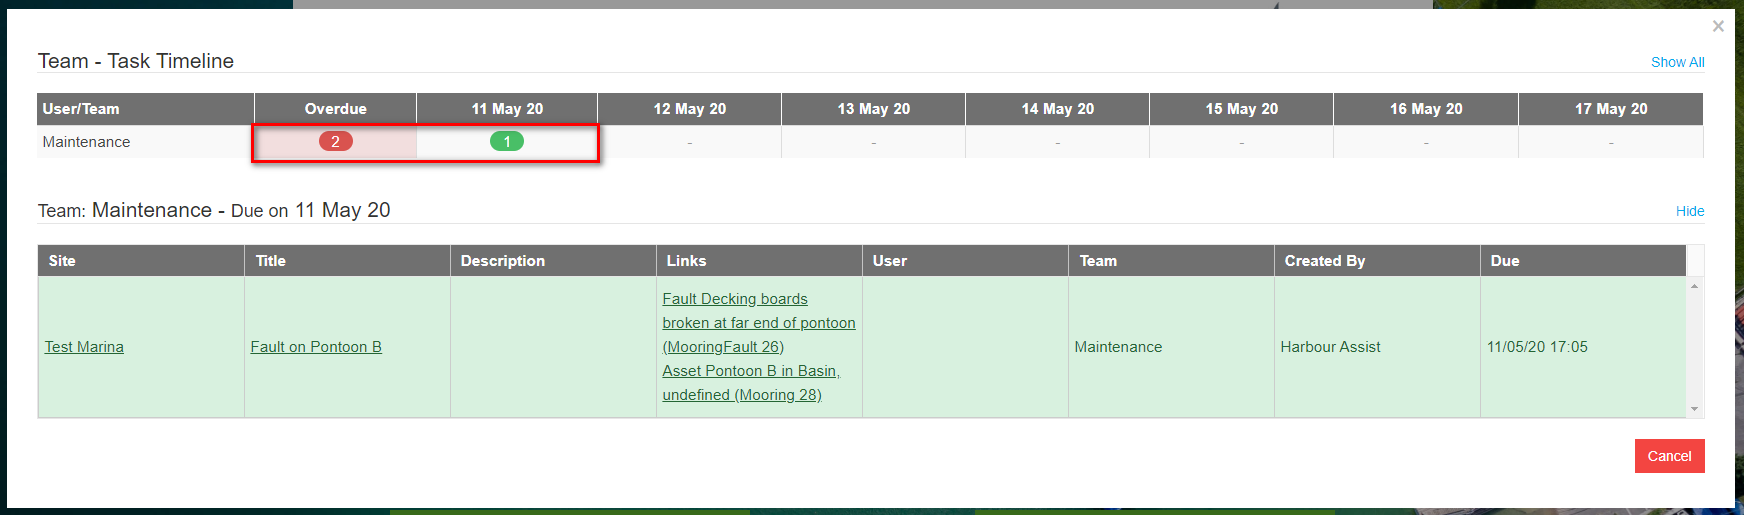 ×
Team - Task Timeline Show All
User/Team Overdue 11 May 20 12 May 20 13 May 20 14 May 20 15 May 20 16 May 20 17 May 20
Maintenance 2 1 - - - - - -
Team: Maintenance - Due on 11 May 20 Hide
Site Title Description Links User Team Created By Due
Fault Decking boards
broken at far end of pontoon
Test Marina Fault on Pontoon B (MooringFault 26) Maintenance Harbour Assist 11/05/20 17:05
Asset Pontoon B in Basin,
undefined (Mooring 28)
Cancel